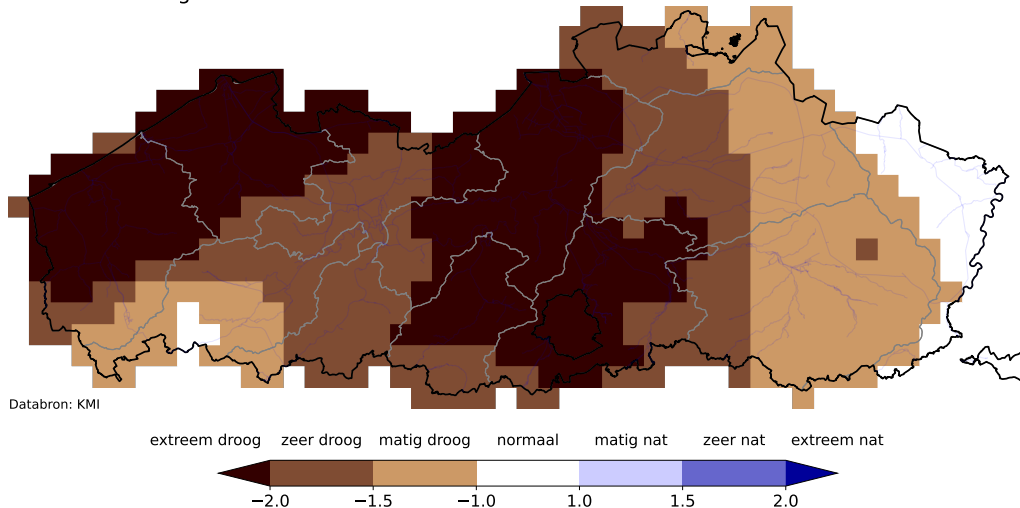 Databron: KMI
extreem droog zeer droog matig droog normaal matig nat zeer nat extreem nat
−2.0 −1.5 −1.0 1.0 1.5 2.0